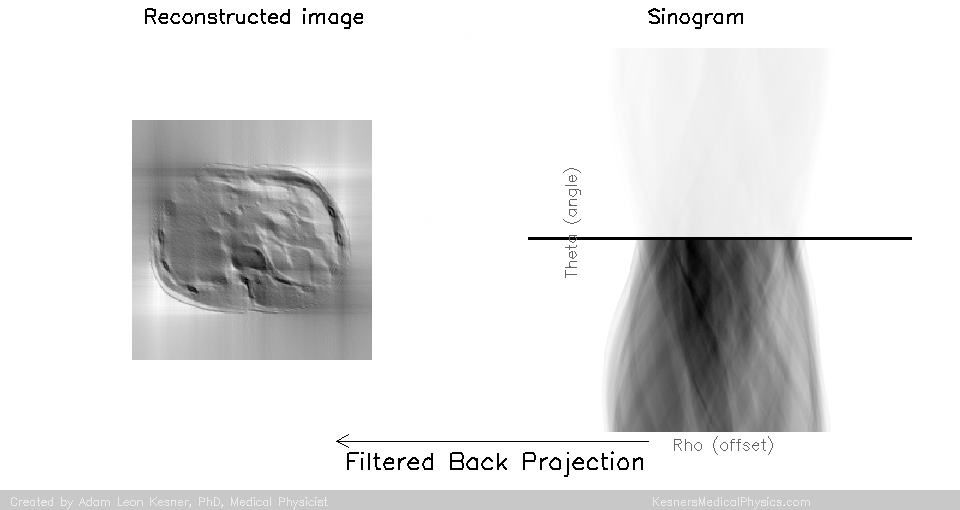 Reconstructed image
Sinogram
Theta (angle)
Rho (offset)
Filtered Back Projection
Created by Adam Leon Kesner, PhD, Medical Physicist
KesnersMedicalPhysics.com